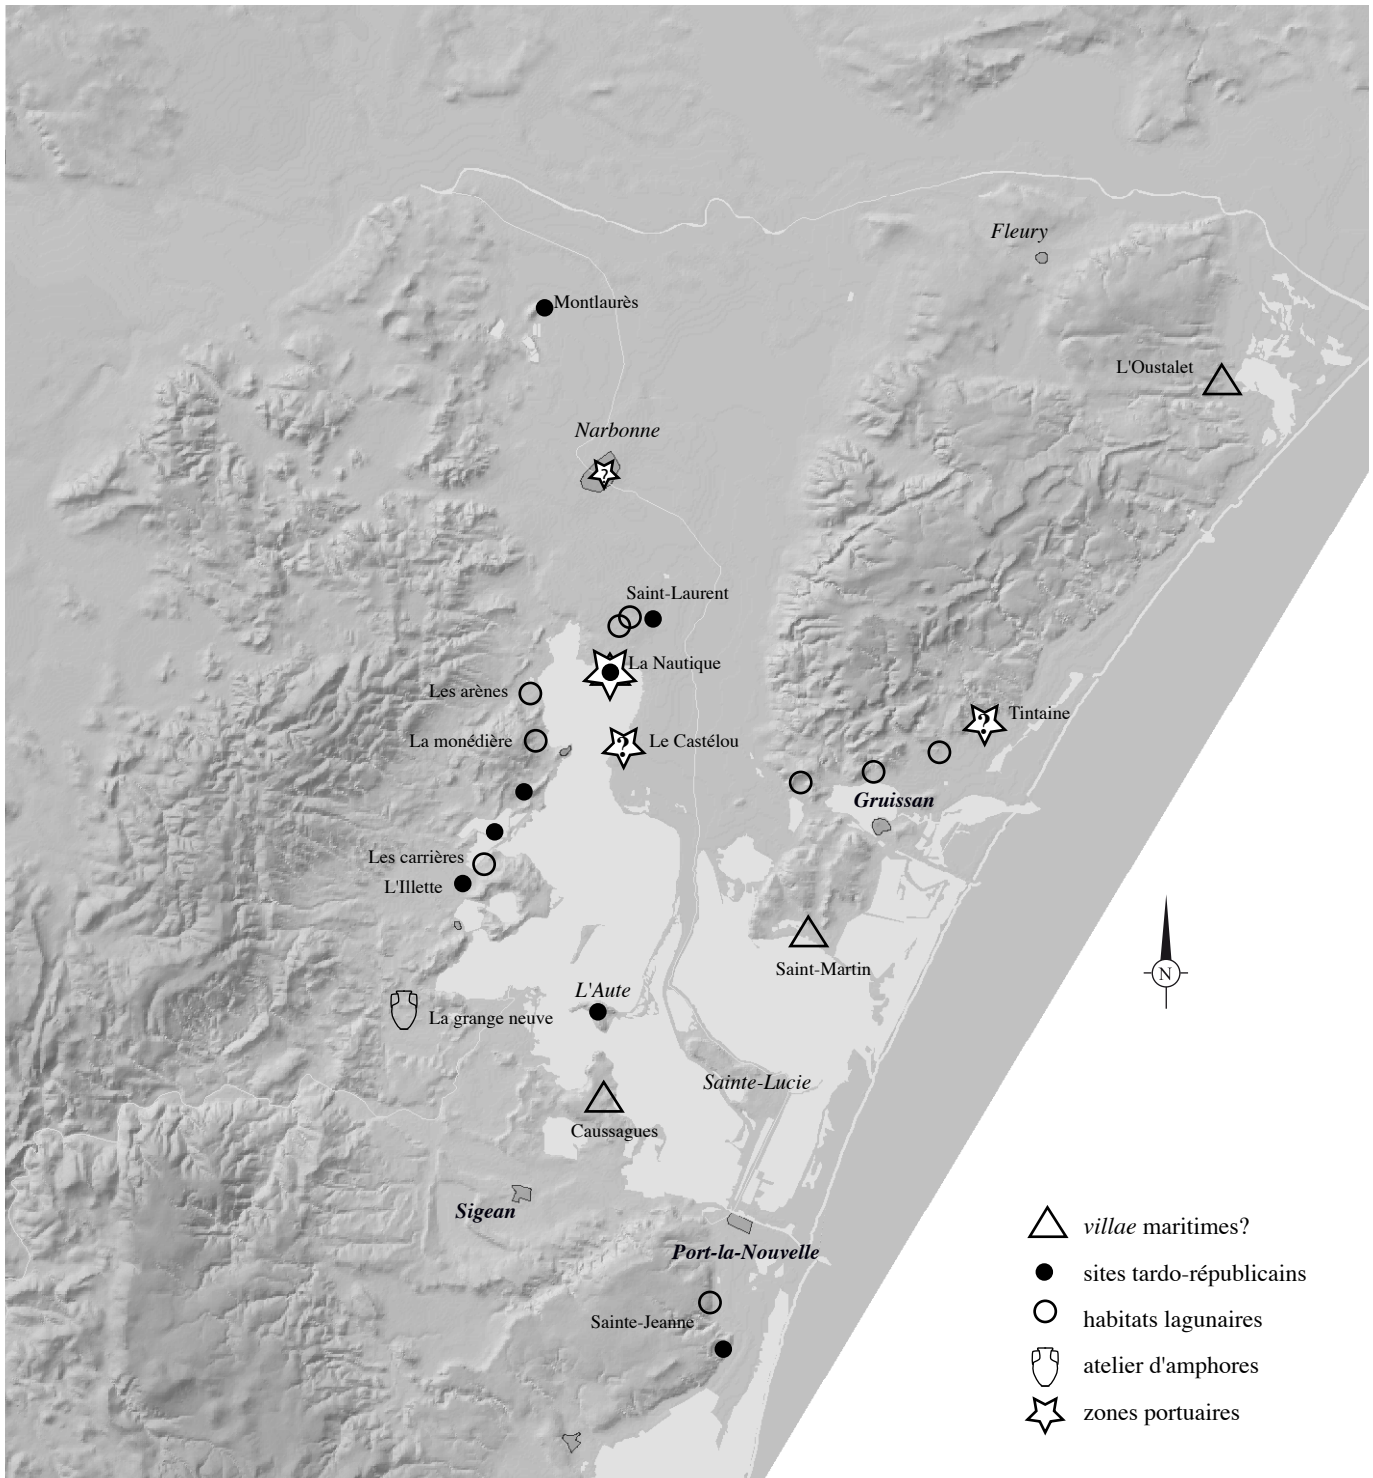 Fleury
Montlaurès
L'Oustalet
Narbonne
?
Saint-Laurent
La Nautique
Les arènes
Tintaine
?
La monédière
Le Castélou
?
Gruissan
Les carrières
L'Illette
Saint-Martin
N
L'Aute
La grange neuve
Sainte-Lucie
Caussagues
Sigean
villae maritimes?
Port-la-Nouvelle
sites tardo-républicains
habitats lagunaires
Sainte-Jeanne
atelier d'amphores
zones portuaires